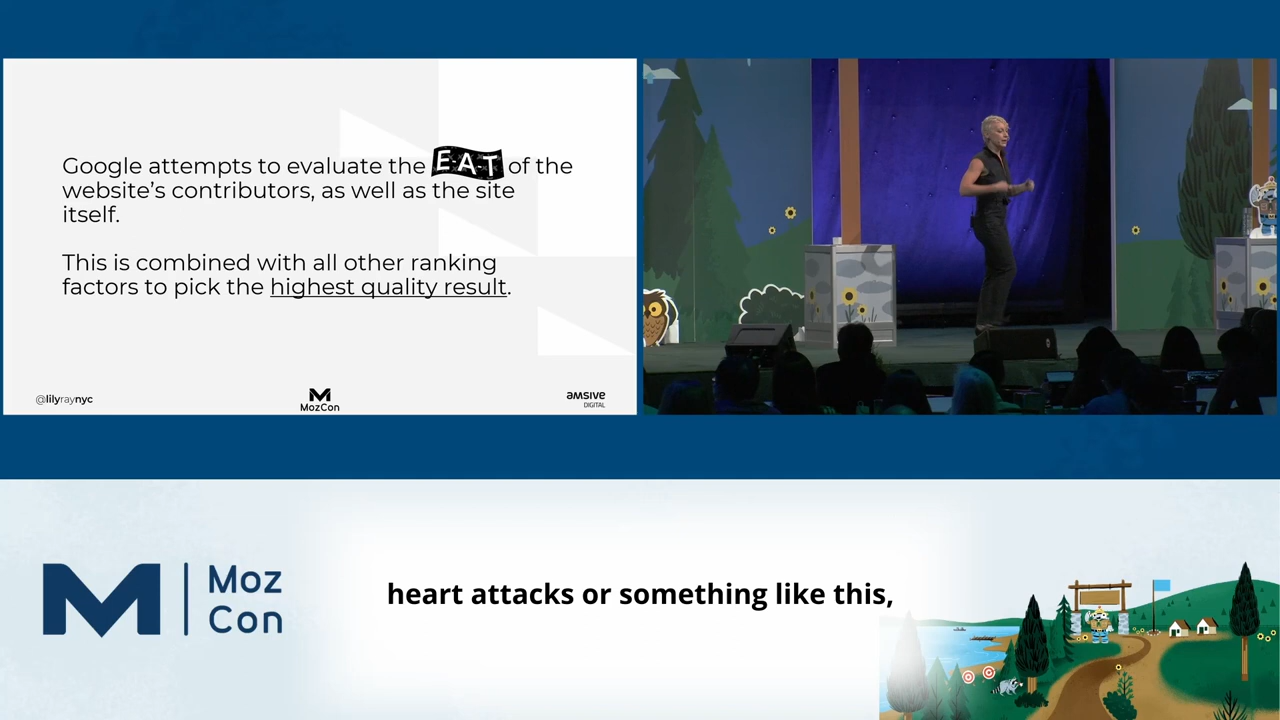 Google attempts to evaluate the E-A-T of the
website's contributors, as well as the site
itself.
This is combined with all other ranking
factors to pick the highest quality result.
@lilyraynyc
MozCon
amsive
DIGITAL
Moz
Con
heart attacks or something like this,